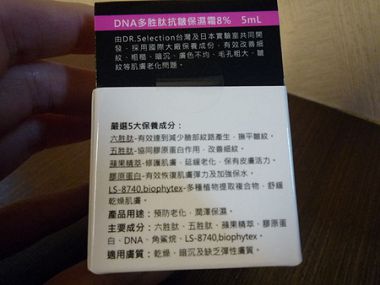 DNA多胜肽抗皺保濕霜8% 5mL
由DR.Selection台灣及日本實驗室共同開
發，採用國際大廠保養成份，有效改善細
紋、粗糙、暗沉、膚色不均、毛孔粗大、皺
紋等肌膚老化問題。
嚴選5大保養成分：
六胜肽-有效達到減少臉部紋路產生，撫平皺紋。
五胜肽-協同膠原蛋白作用，改善細紋。
蘋果精萃-修護肌膚，延緩老化，保有皮膚活力。
膠原蛋白-有效恢復肌膚彈力及加強保水。
LS-8740,biophytex-多種植物提取複合物，舒緩
乾燥肌膚。
產品用途：預防老化，潤澤保濕。
主要成分：六胜肽、五胜肽、蘋果精萃、膠原蛋
白、DNA、角鯊烷、LS-8740,biophytex。
適用膚質：乾燥、暗沉及缺乏彈性膚質。